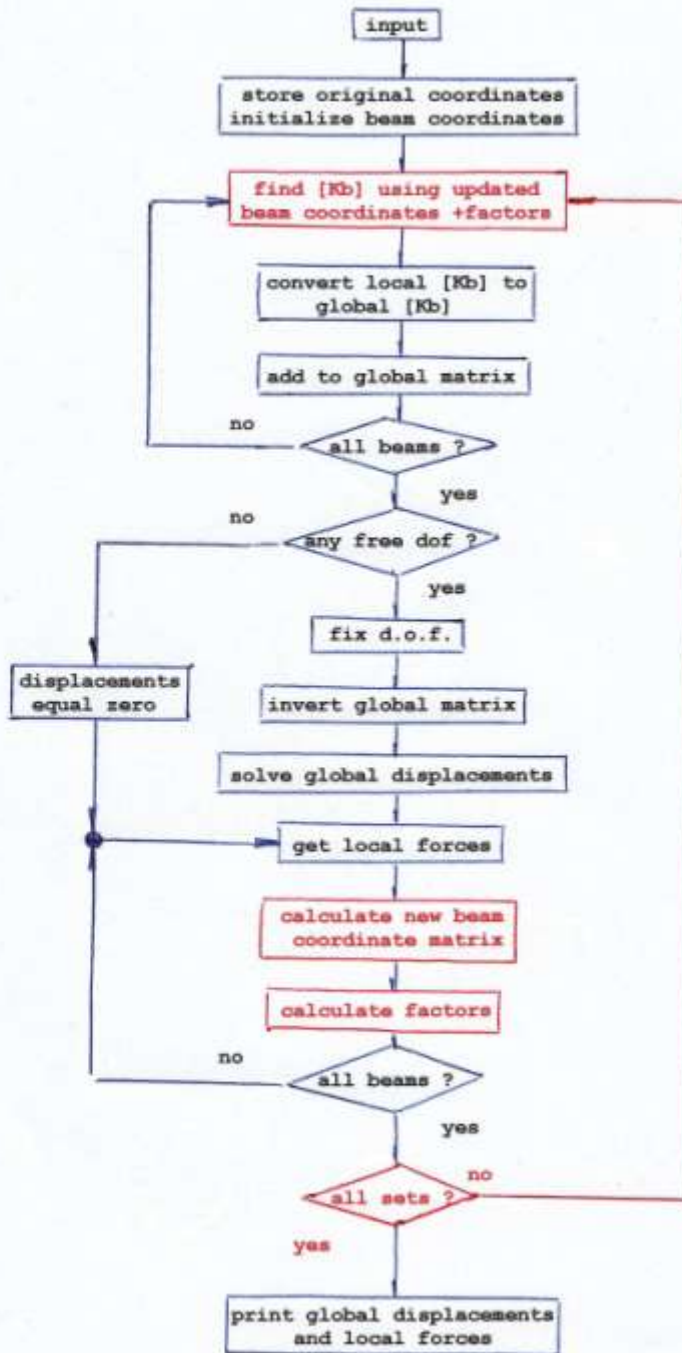 input
store original coordinates
initialize beam coordinates
find [Kb] using updated
beam coordinates +factors
convert local [Kb] to
global [Kb]
add to global matrix
no
all beams ?
yes
no
any free dof ?
yes
fix d.o.f.
displacements
equal zero
invert global matrix
solve global displacements
get local forces
calculate new beam
coordinate matrix
calculate factors
no
all beams ?
yes
no
all sets ?
yes
print global displacements
and local forces